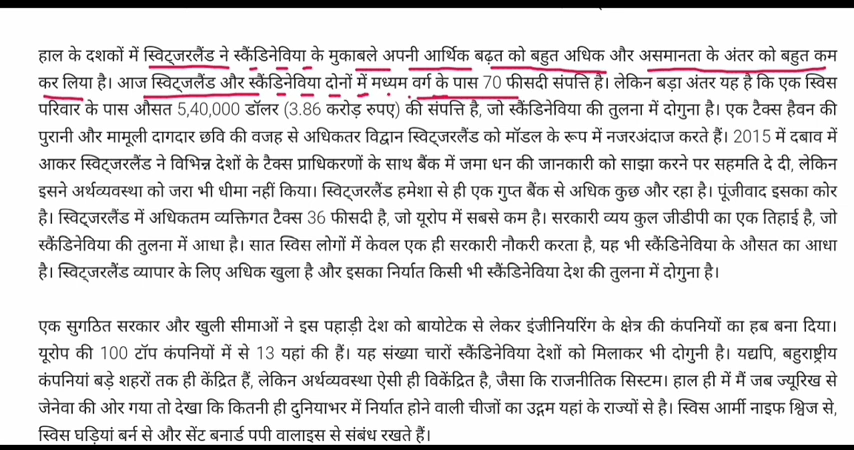 हाल के दशकों में स्विट्जरलैंड ने स्कैंडिनेविया के मुकाबले अपनी आर्थिक बढ़त को बहुत अधिक और असमानता के अंतर को बहुत कम
कर लिया है। आज स्विट्जलैंड और स्कैंडिनेविया दोनों में मध्यम वर्ग के पास 70 फीसदी संपत्ति है। लेकिन बड़ा अंतर यह है कि एक स्विस
परिवार के पास औसत 5,40,000 डॉलर (3.86 करोड़ रुपए) की संपत्ति है, जो स्कैंडिनेविया की तुलना में दोगुना है। एक टैक्स हैवन की
पुरानी और मामूली दागदार छवि की वजह से अधिकतर विद्वान स्विट्जरलैंड को मॉडल के रूप में नजरअंदाज करते हैं। 2015 में दबाव में
आकर स्विट्जरलैंड ने विभिन्न देशों के टैक्स प्राधिकरणों के साथ बैंक में जमा धन की जानकारी को साझा करने पर सहमति दे दी, लेकिन
इसने अर्थव्यवस्था को जरा भी धीमा नहीं किया। स्विट्जरलैंड हमेशा से ही एक गुप्त बैंक से अधिक कुछ और रहा है। पूंजीवाद इसका कोर
है। स्विट्जरलैंड में अधिकतम व्यक्तिगत टैक्स 36 फीसदी है, जो यूरोप में सबसे कम है। सरकारी व्यय कुल जीडीपी का एक तिहाई है, जो
स्कैंडिनेविया की तुलना में आधा है। सात स्विस लोगों में केवल एक ही सरकारी नौकरी करता है, यह भी स्कैंडिनेविया के औसत का आधा
है। स्विट्जरलैंड व्यापार के लिए अधिक खुला है और इसका निर्यात किसी भी स्कैंडिनेविया देश की तुलना में दोगुना है।
एक सुगठित सरकार और खुली सीमाओं ने इस पहाड़ी देश को बायोटेक से लेकर इंजीनियरिंग के क्षेत्र की कंपनियों का हब बना दिया।
यूरोप की 100 टॉप कंपनियों में से 13 यहां की हैं। यह संख्या चारों स्कैंडिनेविया देशों को मिलाकर भी दोगुनी है। यद्यपि, बहुराष्ट्रीय
कंपनियां बड़े शहरों तक ही केंद्रित हैं, लेकिन अर्थव्यवस्था ऐसी ही विकेंद्रित है, जैसा कि राजनीतिक सिस्टम। हाल ही में मैं जब ज्यूरिख से
जेनेवा की ओर गया तो देखा कि कितनी ही दुनियाभर में निर्यात होने वाली चीजों का उद्गम यहां के राज्यों से है। स्विस आर्मी नाइफ श्विज से,
स्विस घड़ियां बर्न से और सेंट बनार्ड पपी वालाइस से संबंध रखते हैं।